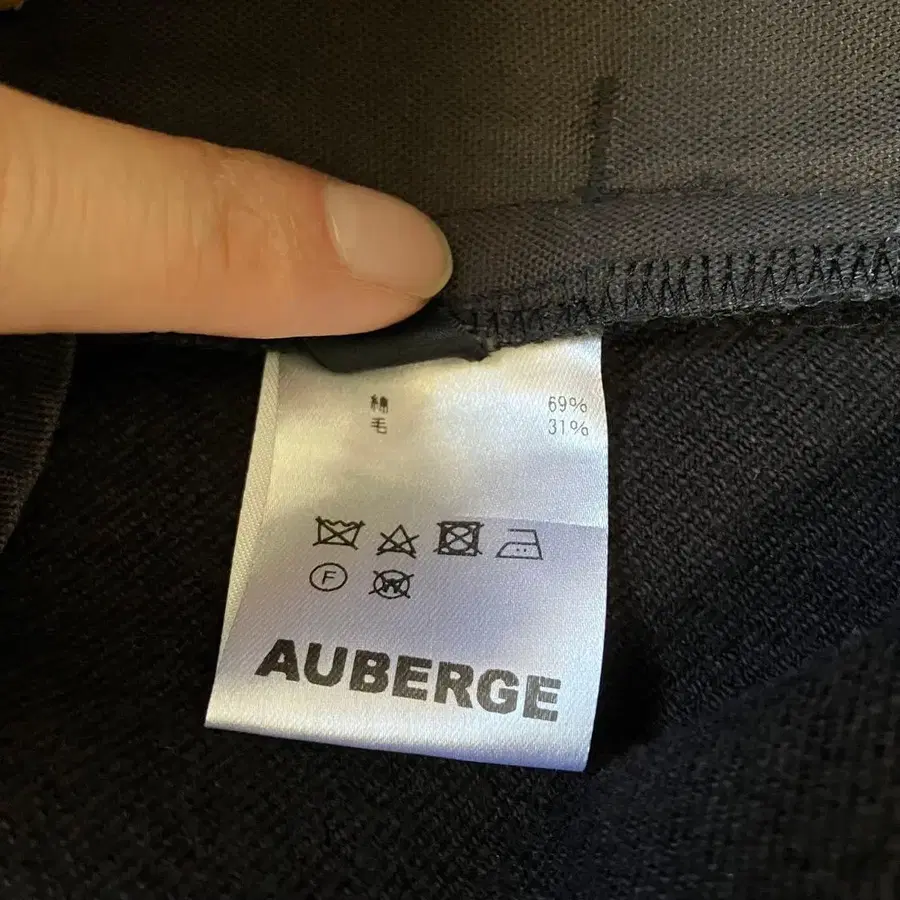 綿 69%
毛 31%
F
W
AUBERGE